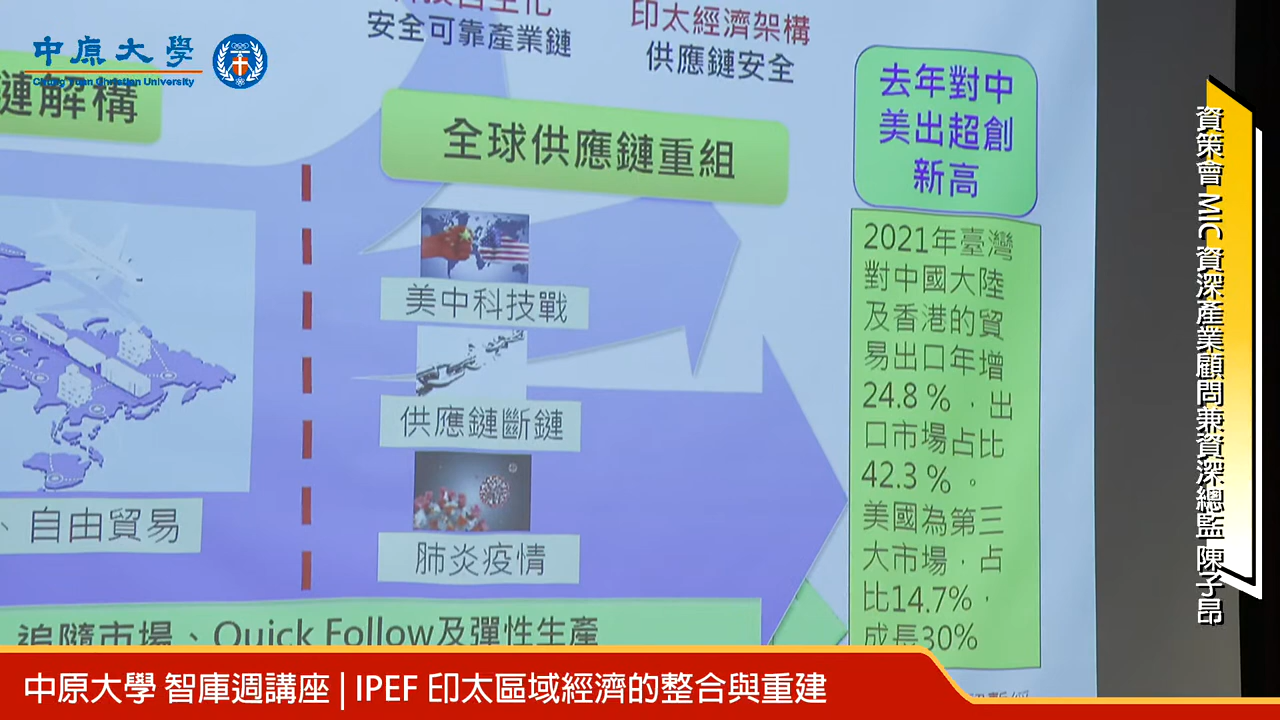 中原大學
Chung Yuan Christian University
安全可靠產業鏈
印太經濟架構
供應鏈安全
鏈解構
全球供應鏈重組
去年對中
美出超創
新高
美中科技戰
供應鏈斷鏈
肺炎疫情
、自由貿易
2021年臺灣
對中國大陸
及香港的貿
易出口年增
24.8%，出
口市場占比
42.3%。
美國為第三
大市場，占
比14.7%，
成長30%
追隨市場、Quick Follow及彈性生產
資策會 MIC 資深產業顧問兼資深總監 陳子昂
中原大學 智庫週講座 | IPEF 印太區域經濟的整合與重建